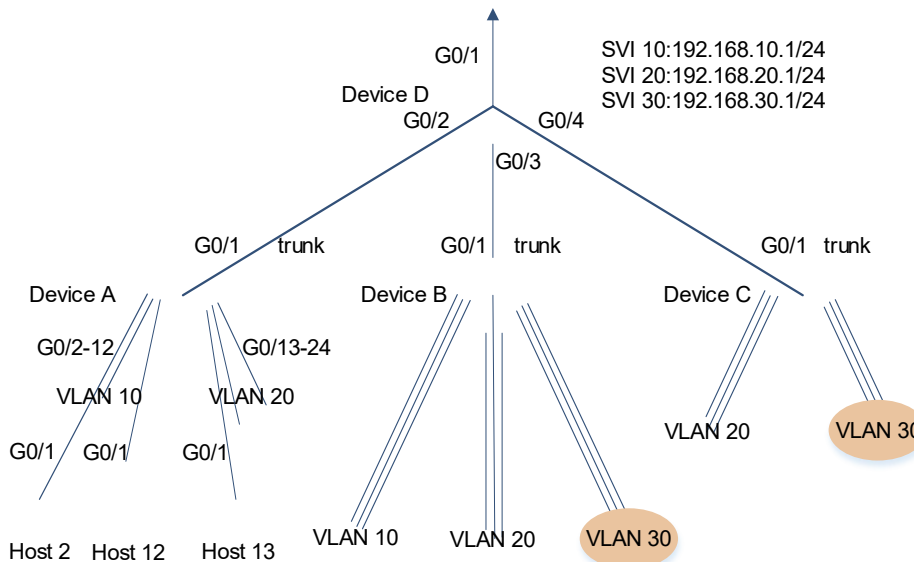 G0/1
SVI 10:192.168.10.1/24
SVI 20:192.168.20.1/24
SVI 30:192.168.30.1/24
Device D
G0/2
G0/4
G0/3
G0/1
trunk
G0/1
trunk
G0/1
trunk
Device A
Device B
Device C
G0/2-12
G0/13-24
VLAN 10
VLAN 20
G0/1
G0/1
G0/1
VLAN 20
VLAN 30
Host 2
Host 12
Host 13
VLAN 10
VLAN 20
VLAN 30